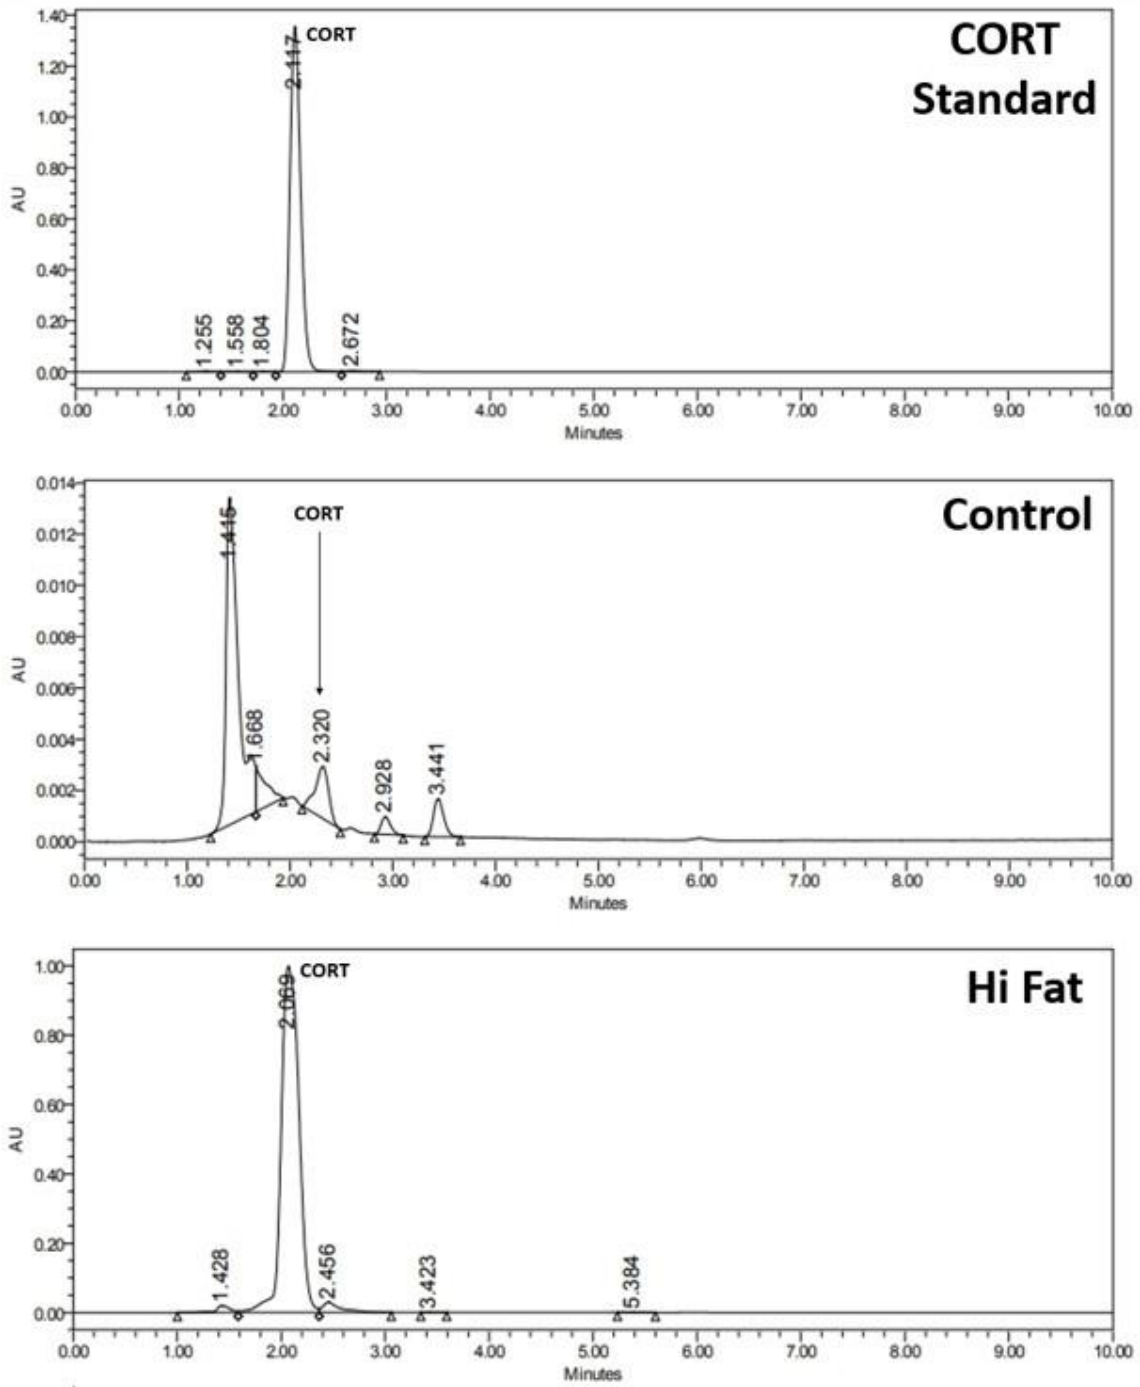 1.40
1.20
1.00
0.80
0.60
0.40
0.20
0.00
AU
2.117
CORT
CORT
Standard
1.255
1.558
1.804
2.672
0.00 1.00 2.00 3.00 4.00 5.00 6.00 7.00 8.00 9.00 10.00
Minutes
0.014
0.012
0.010
0.008
0.006
0.004
0.002
0.000
AU
1.415
CORT
Control
1.668
2.320
2.928
3.441
0.00 1.00 2.00 3.00 4.00 5.00 6.00 7.00 8.00 9.00 10.00
Minutes
1.00
0.80
0.60
0.40
0.20
0.00
AU
2.069
CORT
Hi Fat
1.428
2.456
3.423
5.384
0.00 1.00 2.00 3.00 4.00 5.00 6.00 7.00 8.00 9.00 10.00
Minutes